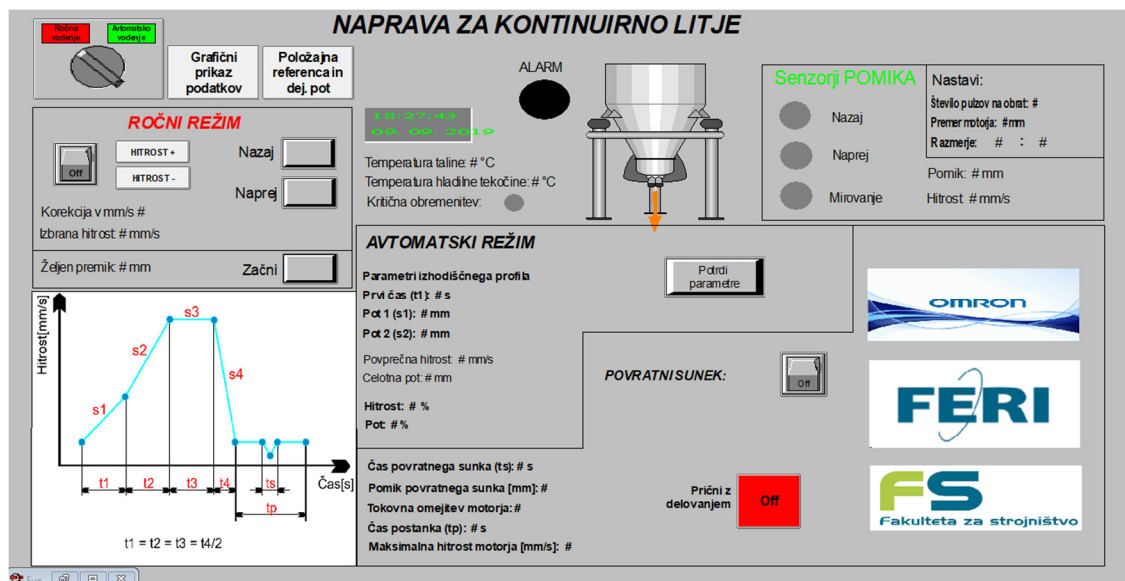 NAPRAVA ZA KONTINUIRNO LITJE
Ročno
vodenje
Avtomatsko
vodenje
Grafični
prikaz
podatkov
Položajna
referenca in
dej. pot
ROČNI REŽIM
Off
HITROST +
HITROST -
Nazaj
Naprej
Korekcija v mm/s #
Izbrana hitrost: # mm/s
Željen premik: # mm
Začni
18:27:43
09. 09. 2019
ALARM
Temperatura taline: # °C
Temperatura hladilne tekočine: # °C
Kritična obremenitev:
Senzorji POMIKA
Nazaj
Naprej
Mirovanje
Nastavi:
Število pulzov na obrat: #
Premer motorja: # mm
Razmerje: # : #
Pomik: # mm
Hitrost: # mm/s
AVTOMATSKI REŽIM
Parametri izhodiščnega profila
Prvi čas (t1): # s
Pot 1 (s1): # mm
Pot 2 (s2): # mm
Povprečna hitrost: # mm/s
Celotna pot: # mm
Hitrost: # %
Pot: # %
Potrdi
parametre
POVRATNI SUNEK:
Off
Čas povratnega sunka (ts): # s
Pomik povratnega sunka [mm]: #
Tokovna omejitev motorja: #
Čas postanka (tp): # s
Maksimalna hitrost motorja [mm/s]: #
Prični z
delovanjem
Off
OMRON
FERI
FS
Fakulteta za strojništvo
Hitrost[mm/s]
s1
s2
s3
s4
t1
t2
t3
t4
ts
tp
Čas[s]
t1 = t2 = t3 = t4/2